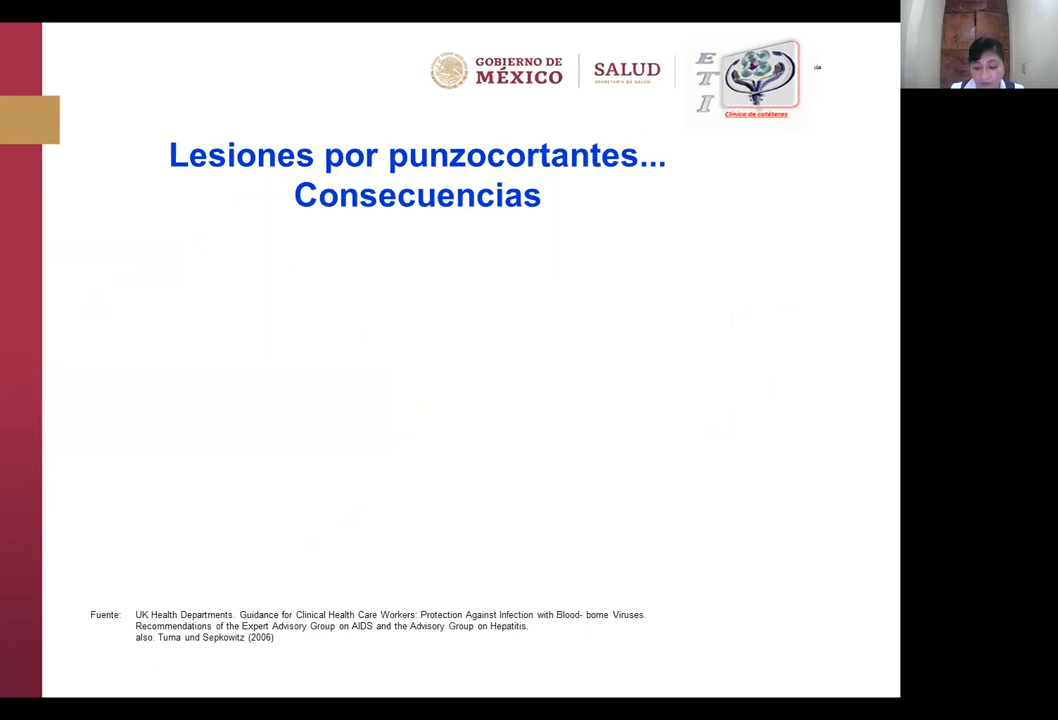 GOBIERNO DE
MÉXICO
SALUD
SECRETARÍA DE SALUD
ETI
Clínica de catéteres
Lesiones por punzocortantes...
Consecuencias
Fuente: UK Health Departments. Guidance for Clinical Health Care Workers: Protection Against Infection with Blood- borne Viruses.
Recommendations of the Expert Advisory Group on AIDS and the Advisory Group on Hepatitis.
also: Tuma und Sepkowitz (2006)